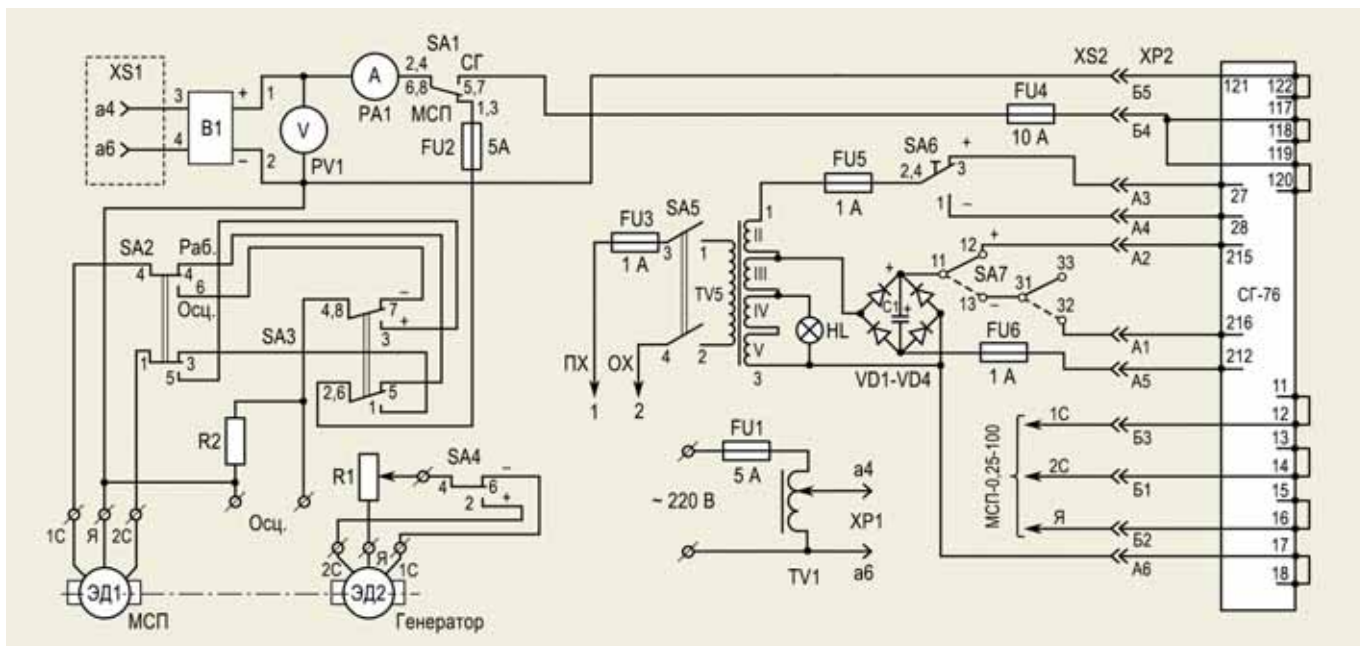 XS1
a4
a6
3
4
B1
+
–
1
2
V
PV1
A
PA1
SA1
2,4
6,8
СГ
5,7
МСП
1,3
FU2
5A
XS2
XP2
Б5
FU4
10 А
Б4
121
122
117
118
119
120
27
28
215
СГ-76
216
212
11
12
13
14
15
16
17
18
SA2
Раб.
4
4
6
Осц.
1
3
5
SA3
4,8
–
7
+
3
2,6
5
1
R2
Осц.
1С
Я
2С
ЭД1
МСП
R1
SA4
4
–
6
2
+
2С
Я
1С
ЭД2
Генератор
FU3
1 А
SA5
3
4
1
2
ПХ
ОХ
1
2
TV5
1
II
III
IV
V
3
HL
FU5
1 А
SA6
2,4
+
3
1
–
А3
А4
А2
+
C1
+
VD1-VD4
11
12
+
SA7
13
–
31
33
32
А1
FU6
1 А
А5
FU1
5 А
~ 220 В
TV1
a4
XP1
a6
МСП-0,25-100
1С
2С
Я
Б3
Б1
Б2
А6